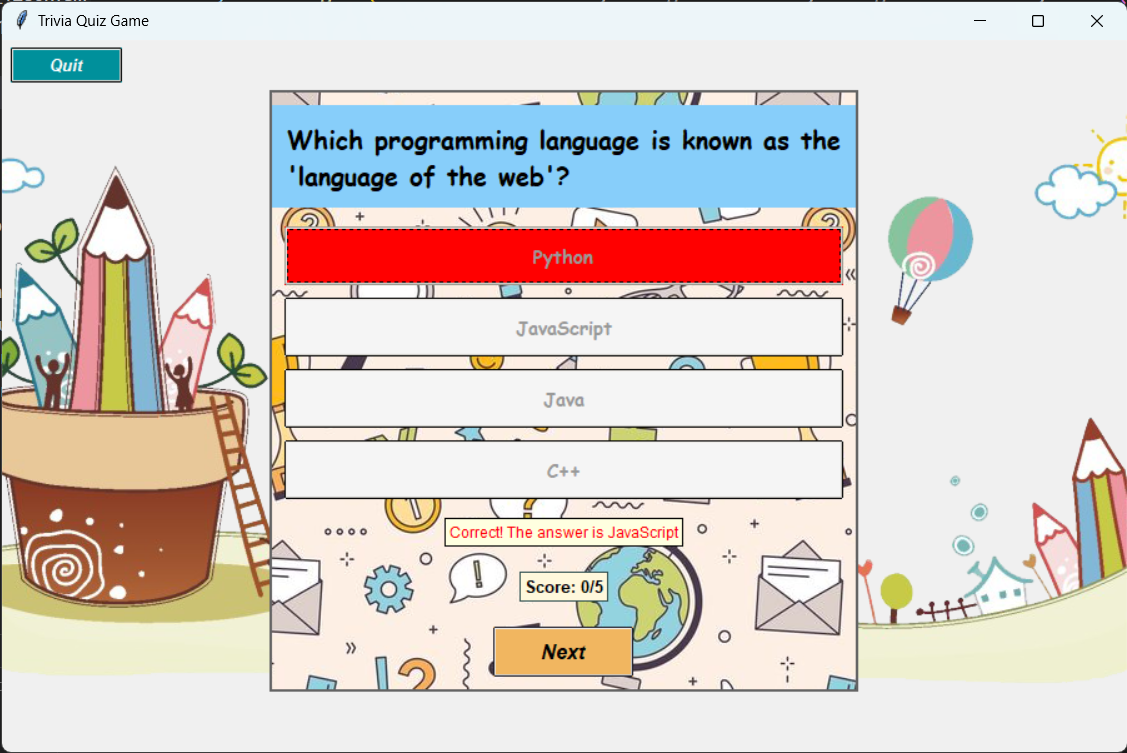 Trivia Quiz Game
Quit
Which programming language is known as the
'language of the web'?
Python
JavaScript
Java
C++
Correct! The answer is JavaScript
Score: 0/5
Next